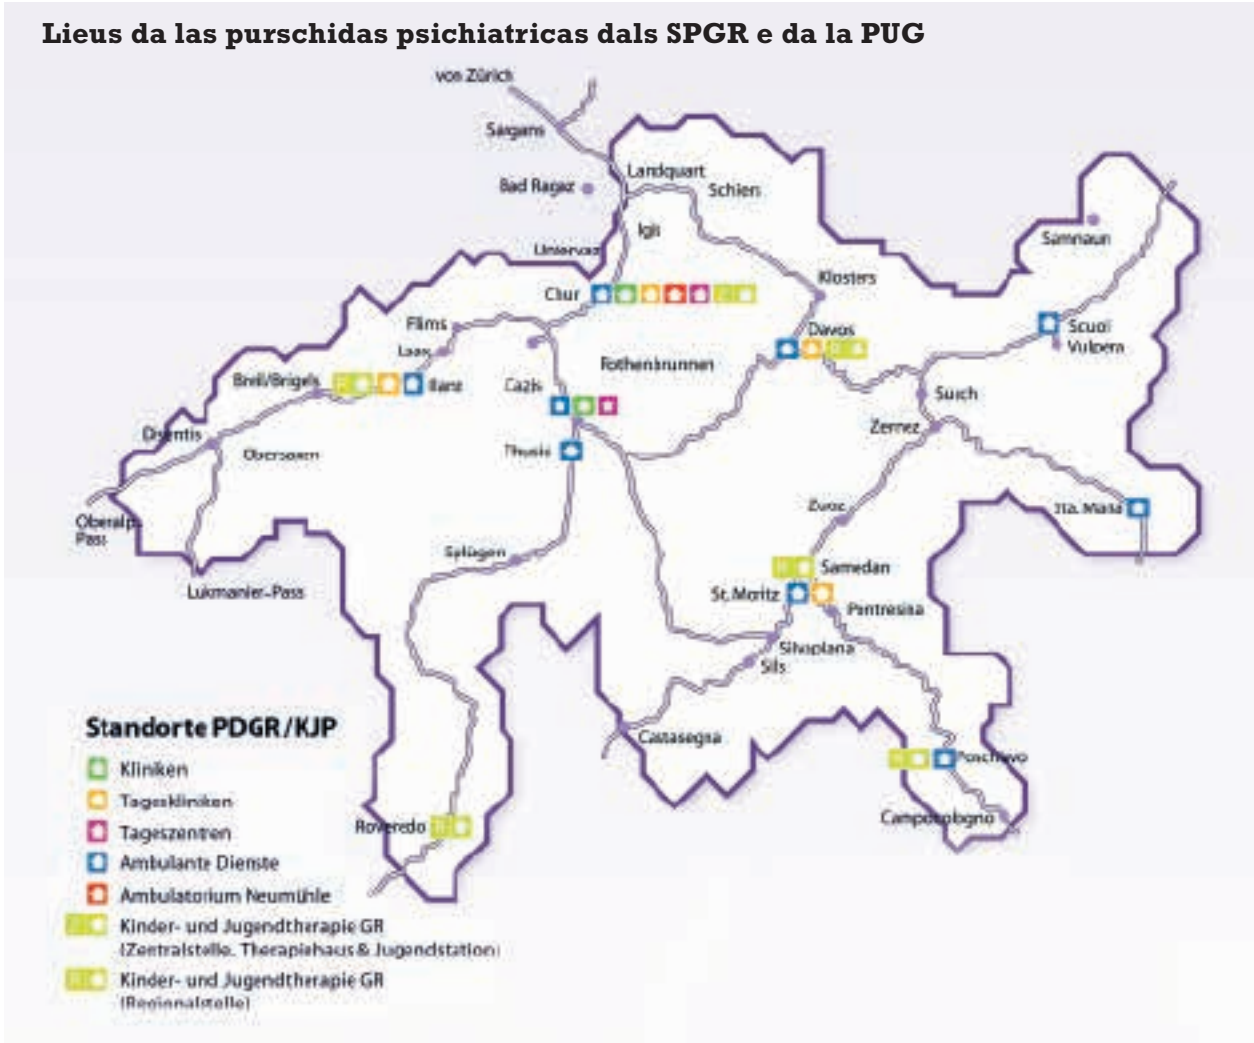 Lieus da las purschidas psichiatricas dals SPGR e da la PUG
von Zürich
Sargans
Landquart
Bad Ragaz
Schiers
Igis
Untervaz
Samnaun
Klosters
Chur
Flims
Davos
Scuol
Vulpera
Laax
Rothenbrunnen
Breil/Brigels
Ilanz
Cazis
Susch
Disentis
Zernez
Obersaxen
Thusis
Zuoz
Sta. Maria
Oberalp
Pass
Splügen
Samedan
Lukmanier-Pass
St. Moritz
Pontresina
Silvaplana
Sils
Standorte PDGR/KJP
Castasegna
Kliniken
Poschiavo
Tageskliniken
Campocologno
Tageszentren
Roveredo
Ambulante Dienste
Ambulatorium Neumühle
Kinder- und Jugendtherapie GR
(Zentralstelle, Therapiehaus & Jugendstation)
Kinder- und Jugendtherapie GR
(Regionalstelle)